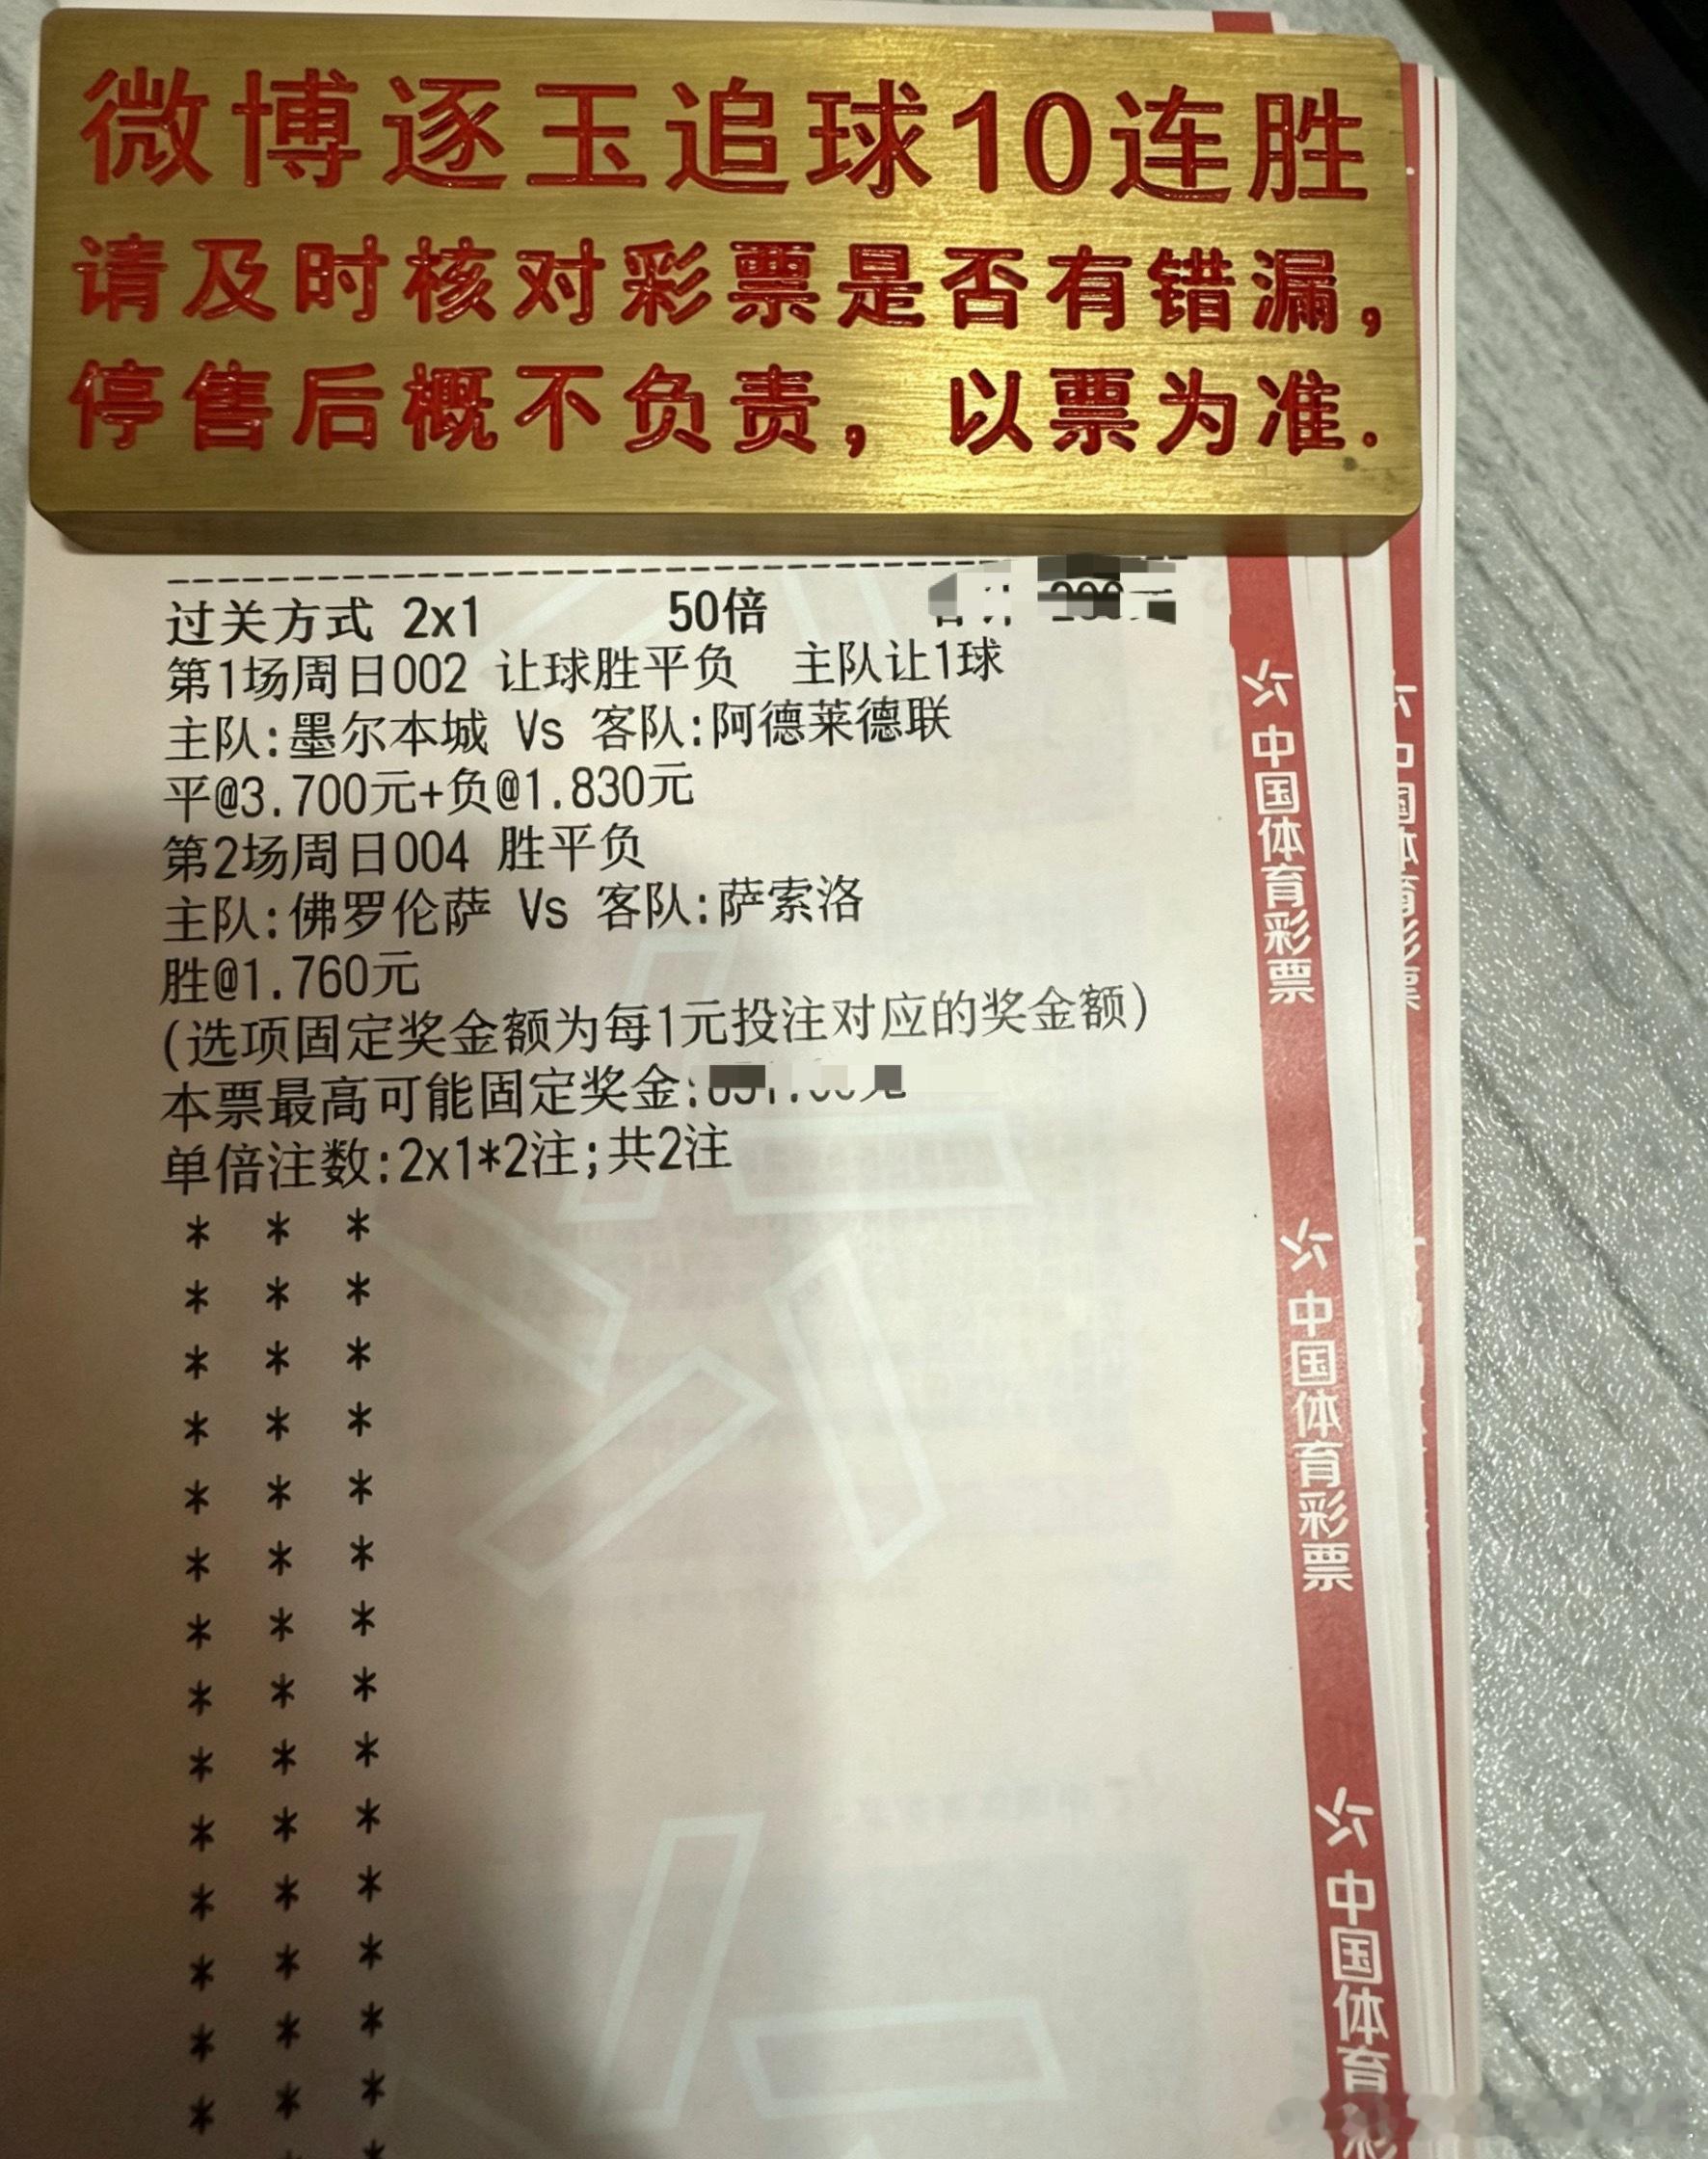 微博逐玉追球10连胜
请及时核对彩票是否有错漏，
停售后概不负责，以票为准.
过关方式 2x1 50倍
第1场周日002 让球胜平负 主队让1球
主队:墨尔本城 Vs 客队:阿德莱德联
平@3.700元+负@1.830元
第2场周日004 胜平负
主队:佛罗伦萨 Vs 客队:萨索洛
胜@1.760元
(选项固定奖金额为每1元投注对应的奖金额)
本票最高可能固定奖金:
单倍注数:2x1*2注;共2注
* * *
* * *
* * *
* * *
* * *
* * *
* * *
* * *
* * *
* * *
* * *
* * *
* * *
* * *
中国体育彩票
中国体育彩票
中国体育彩
中国体育彩票